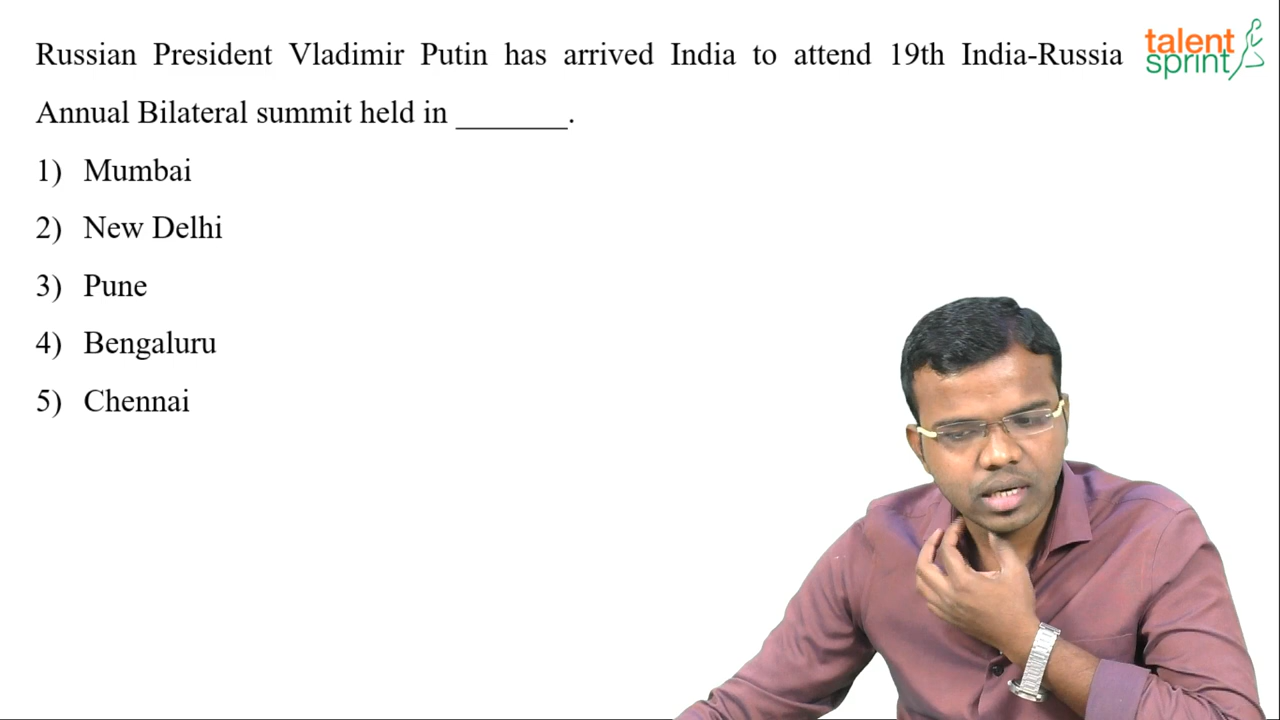 Russian President Vladimir Putin has arrived India to attend 19th India-Russia
Annual Bilateral summit held in _______.
1) Mumbai
2) New Delhi
3) Pune
4) Bengaluru
5) Chennai
talent
sprint